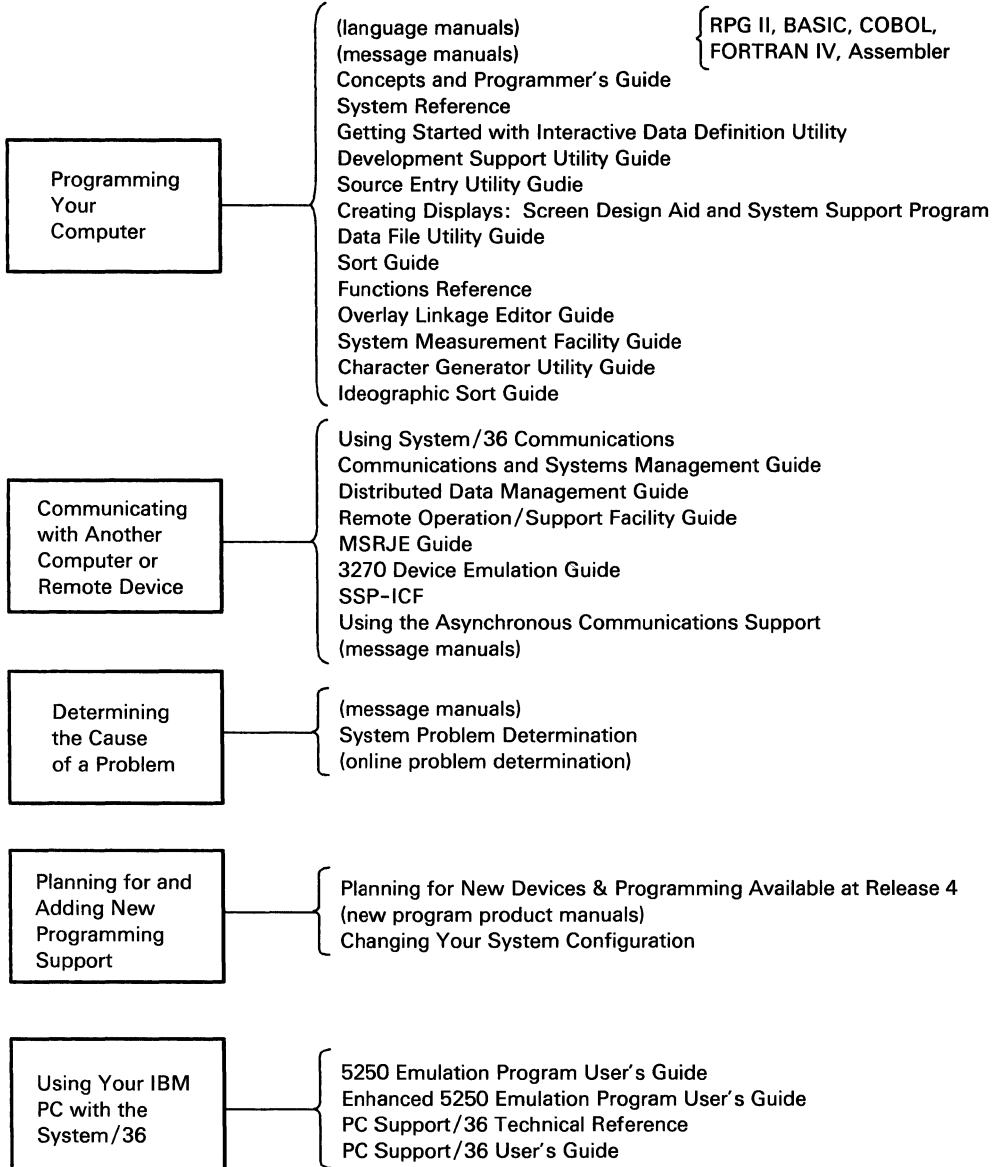 (language manuals)
(message manuals)
RPG II, BASIC, COBOL,
FORTRAN IV, Assembler
Concepts and Programmer's Guide
System Reference
Getting Started with Interactive Data Definition Utility
Development Support Utility Guide
Source Entry Utility Gudie
Creating Displays: Screen Design Aid and System Support Program
Data File Utility Guide
Sort Guide
Functions Reference
Overlay Linkage Editor Guide
System Measurement Facility Guide
Character Generator Utility Guide
Ideographic Sort Guide
Programming
Your
Computer
Using System/36 Communications
Communications and Systems Management Guide
Distributed Data Management Guide
Remote Operation/Support Facility Guide
MSRJE Guide
3270 Device Emulation Guide
SSP-ICF
Using the Asynchronous Communications Support
(message manuals)
Communicating
with Another
Computer or
Remote Device
Determining
the Cause
of a Problem
(message manuals)
System Problem Determination
(online problem determination)
Planning for and
Adding New
Programming
Support
Planning for New Devices & Programming Available at Release 4
(new program product manuals)
Changing Your System Configuration
Using Your IBM
PC with the
System/36
5250 Emulation Program User's Guide
Enhanced 5250 Emulation Program User's Guide
PC Support/36 Technical Reference
PC Support/36 User's Guide